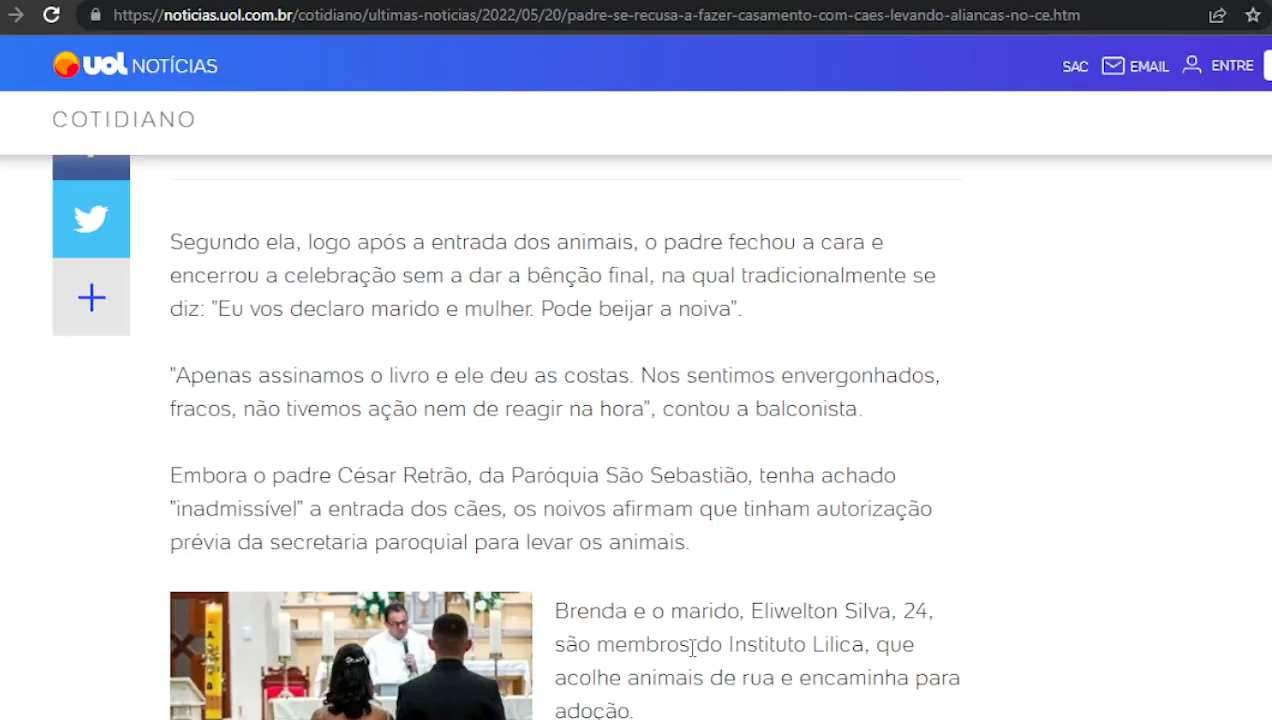 https://noticias.uol.com.br/cotidiano/ultimas-noticias/2022/05/20/padre-se-recusa-a-fazer-casamento-com-caes-levando-aliancas-no-ce.htm
uol NOTÍCIAS
SAC
EMAIL
ENTRE
COTIDIANO
Segundo ela, logo após a entrada dos animais, o padre fechou a cara e
encerrou a celebração sem a dar a bênção final, na qual tradicionalmente se
diz: "Eu vos declaro marido e mulher. Pode beijar a noiva".
"Apenas assinamos o livro e ele deu as costas. Nos sentimos envergonhados,
fracos, não tivemos ação nem de reagir na hora", contou a balconista.
Embora o padre César Retrão, da Paróquia São Sebastião, tenha achado
"inadmissível" a entrada dos cães, os noivos afirmam que tinham autorização
prévia da secretaria paroquial para levar os animais.
Brenda e o marido, Eliwelton Silva, 24,
são membros do Instituto Lilica, que
acolhe animais de rua e encaminha para
adoção.